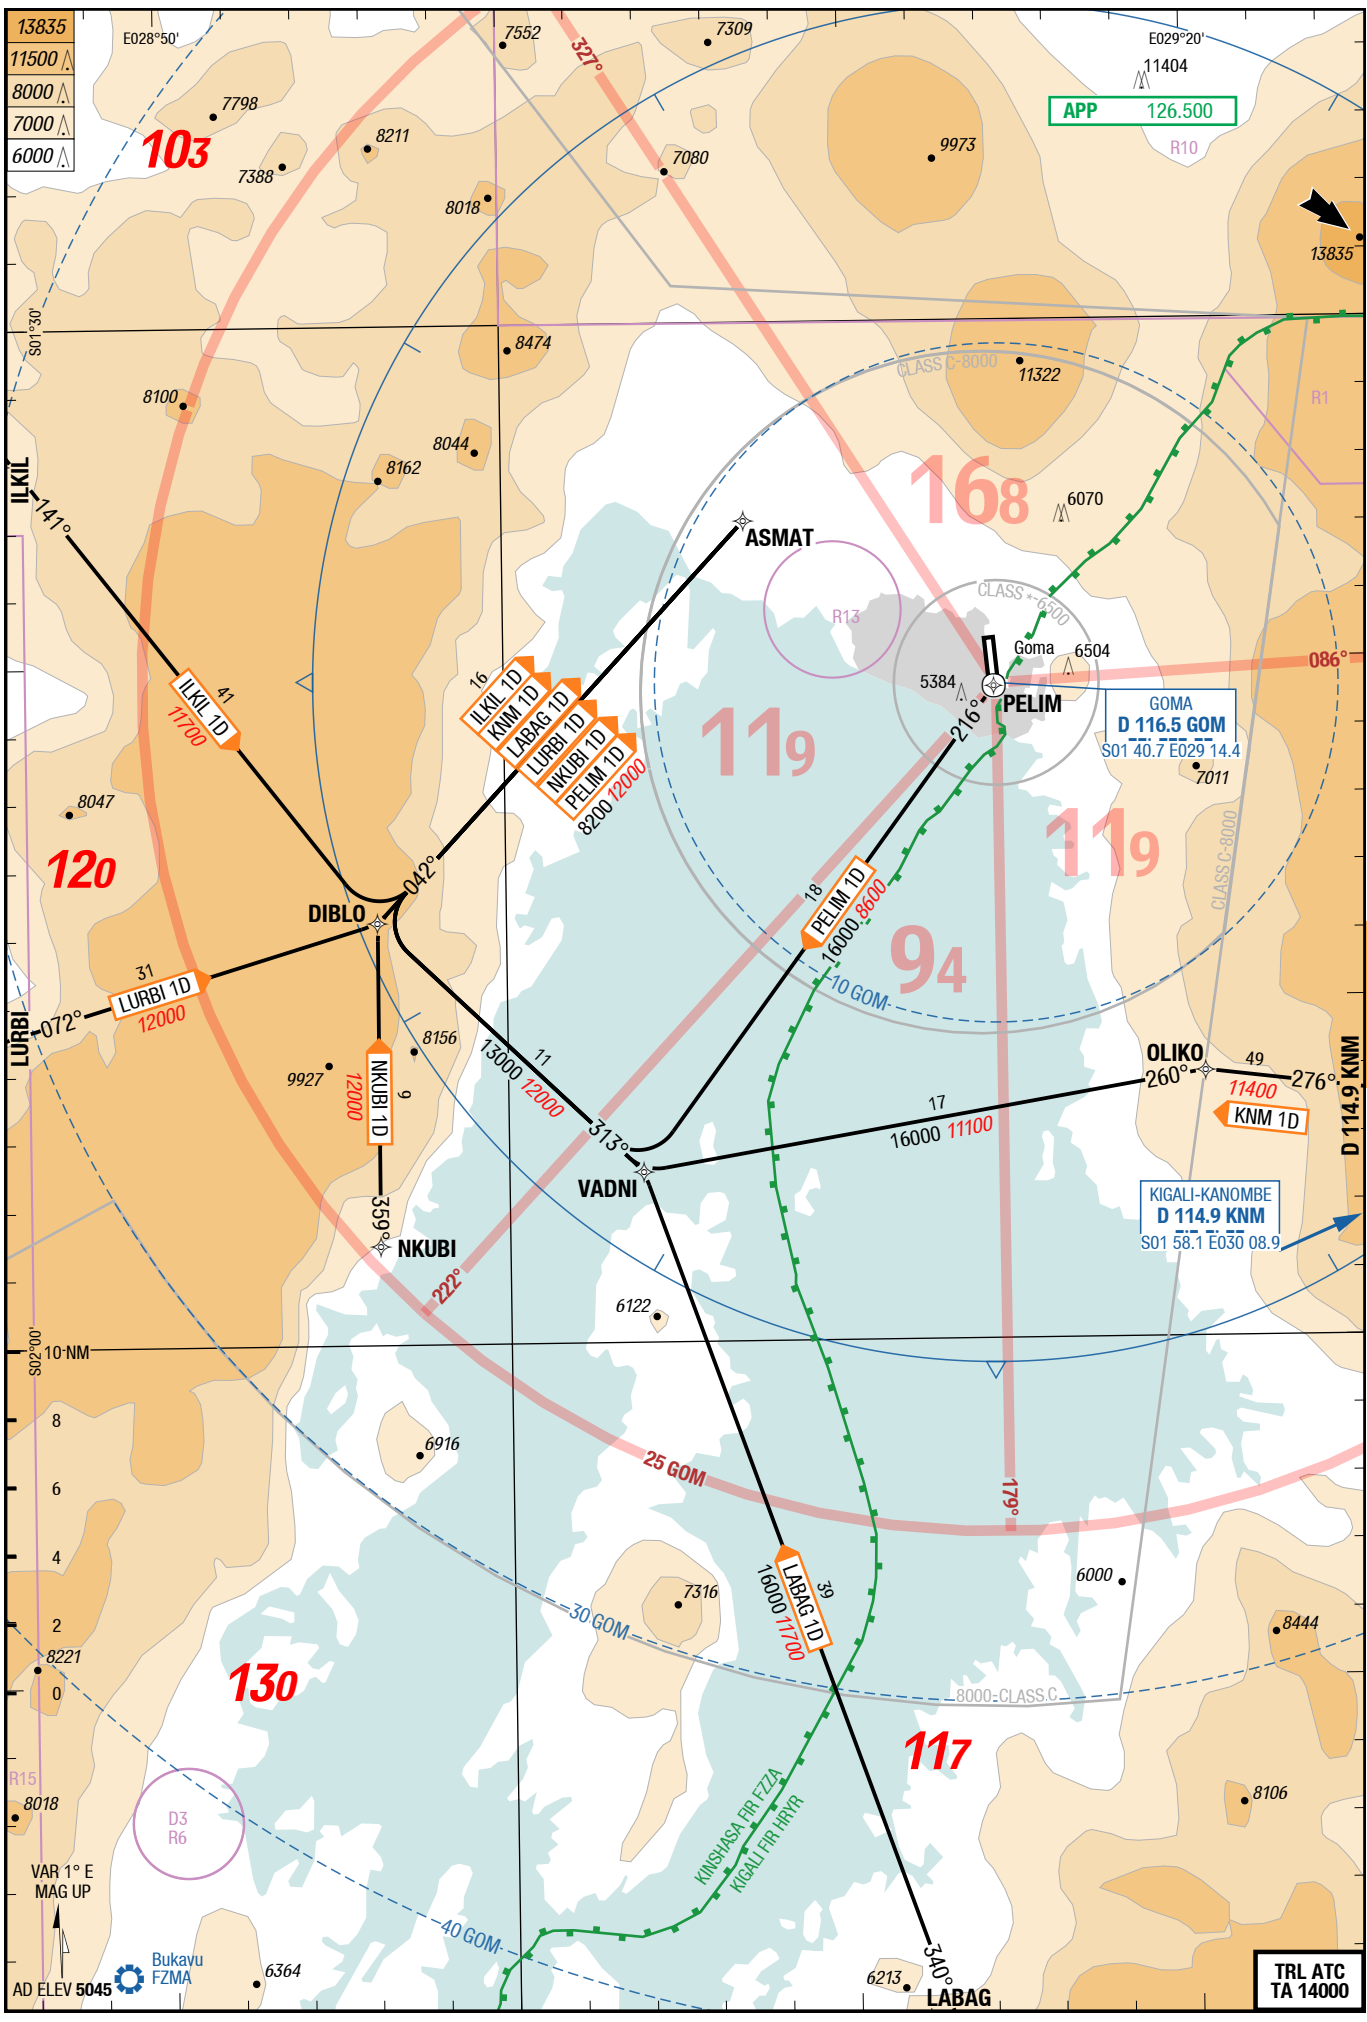 13835
11500
8000
7000
6000
E028°50'
7552
7309
E029°20'
11404
APP 126.500
R10
327°
7798
103
8211
7388
7080
9973
8018
13835
S01°30'
8474
CLASS C-8000
11322
8100
R1
8044
8162
ILKIL
141°
168
6070
ASMAT
R13
CLASS *-6500
Goma
6504
086°
5384
PELIM
GOMA
D 116.5 GOM
S01 40.7 E029 14.4
7011
41
ILKIL 1D
11700
16
ILKIL 1D
KNM 1D
LABAG 1D
LURBI 1D
NKUBI 1D
PELIM 1D
8200 12000
119
216°
8047
120
042°
119
CLASS C-8000
18
PELIM 1D
16000 8600
DIBLO
94
10 GOM
31
LURBI 1D
12000
072°
LURBI
8156
9927
NKUBI 1D
9
12000
11
13000 12000
313°
OLIKO
260°
49
11400
276°
KNM 1D
D 114.9 KNM
17
16000 11100
VADNI
KIGALI-KANOMBE
D 114.9 KNM
S01 58.1 E030 08.9
359°
NKUBI
222°
6122
S02°00'
10 NM
8
6
4
2
0
6916
25 GOM
179°
6000
7316
39
LABAG 1D
16000 11700
30 GOM
8444
8221
130
8000-CLASS C
117
R15
8018
D3
R6
KINSHASA FIR FZZA
KIGALI FIR HRYR
8106
VAR 1° E
MAG UP
40 GOM
Bukavu
FZMA
AD ELEV 5045
6364
6213
340°
LABAG
TRL ATC
TA 14000